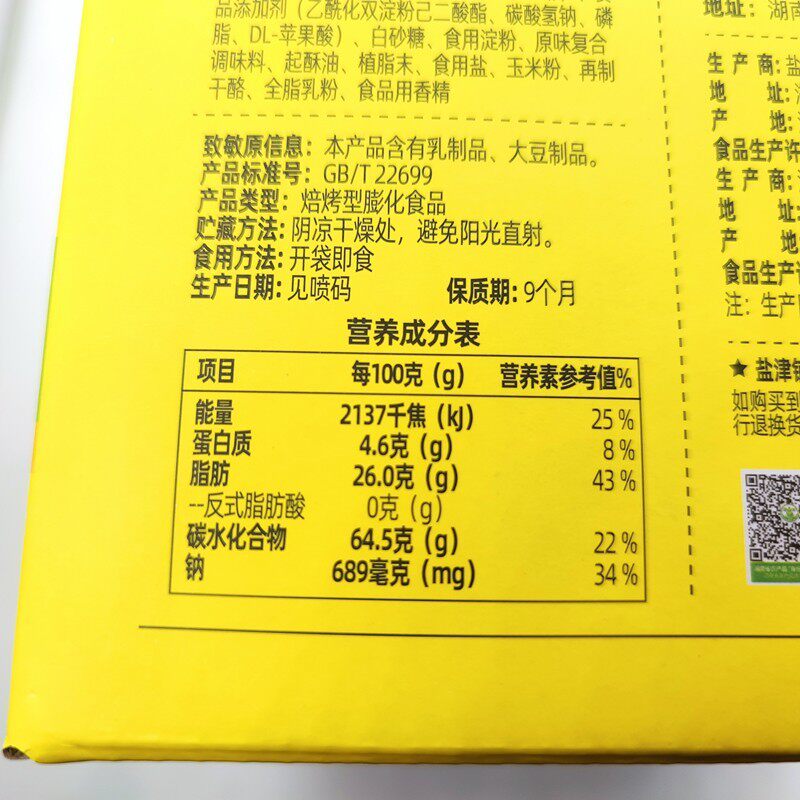 品添加剂（乙酰化双淀粉己二酸酯、碳酸氢钠、磷
脂、DL-苹果酸）、白砂糖、食用淀粉、原味复合
调味料、起酥油、植脂末、食用盐、玉米粉、再制
干酪、全脂乳粉、食品用香精
致敏原信息：本产品含有乳制品、大豆制品。
产品标准号：GB/T 22699
产品类型：焙烤型膨化食品
贮藏方法：阴凉干燥处，避免阳光直射。
食用方法：开袋即食
生产日期：见喷码 保质期：9个月
营养成分表
项目 每100克（g） 营养素参考值%
能量 2137千焦（kJ） 25 %
蛋白质 4.6克（g） 8 %
脂肪 26.0克（g） 43 %
--反式脂肪酸 0克（g）
碳水化合物 64.5克（g） 22 %
钠 689毫克（mg） 34 %
地址：湖南
生 产 商：盐
地 址：
产 地：
食品生产许
生 产 商：
地 址：
产 地
食品生产许
注：生产
★ 盐津铺
如购买到
行退换货